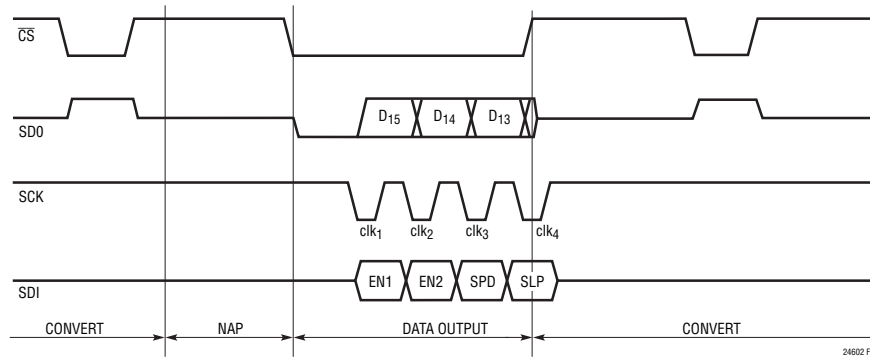 CS
SD0
D15 D14 D13
SCK
clk1 clk2 clk3 clk4
SDI
EN1 EN2 SPD SLP
CONVERT NAP DATA OUTPUT CONVERT
24602 F